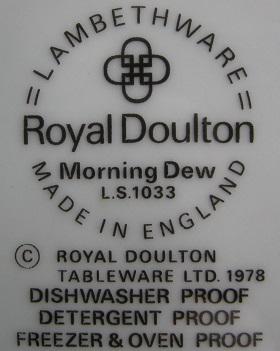 = LAMBETHWARE =
Royal Doulton
Morning Dew
L.S.1033
MADE IN ENGLAND
© ROYAL DOULTON
TABLEWARE LTD. 1978
DISHWASHER PROOF
DETERGENT PROOF
FREEZER & OVEN PROOF